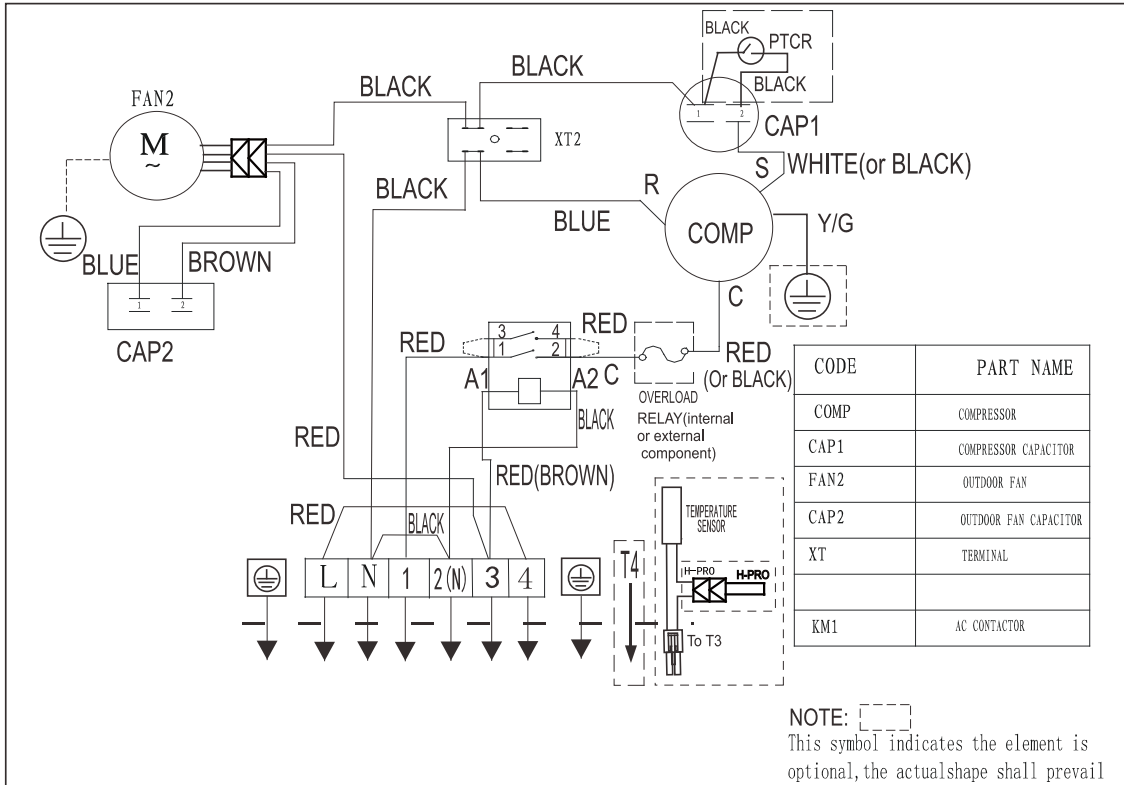 BLACK
PTCR
BLACK
BLACK
BLACK
FAN2
M
~
1 2
CAP1
XT2
S
WHITE(or BLACK)
BLACK
R
BLUE
COMP
Y/G
BLUE
BROWN
1 2
CAP2
C
RED
3 4
1 2
RED
A1
A2
C
RED
(Or BLACK)
OVERLOAD
RELAY(internal
or external
component)
BLACK
RED
RED(BROWN)
RED
BLACK
L N 1 2(N) 3 4
T4
TEMPERATURE
SENSOR
H-PRO
H-PRO
To T3
CODE PART NAME
COMP COMPRESSOR
CAP1 COMPRESSOR CAPACITOR
FAN2 OUTDOOR FAN
CAP2 OUTDOOR FAN CAPACITOR
XT TERMINAL
KM1 AC CONTACTOR
NOTE:
This symbol indicates the element is
optional,the actualshape shall prevail